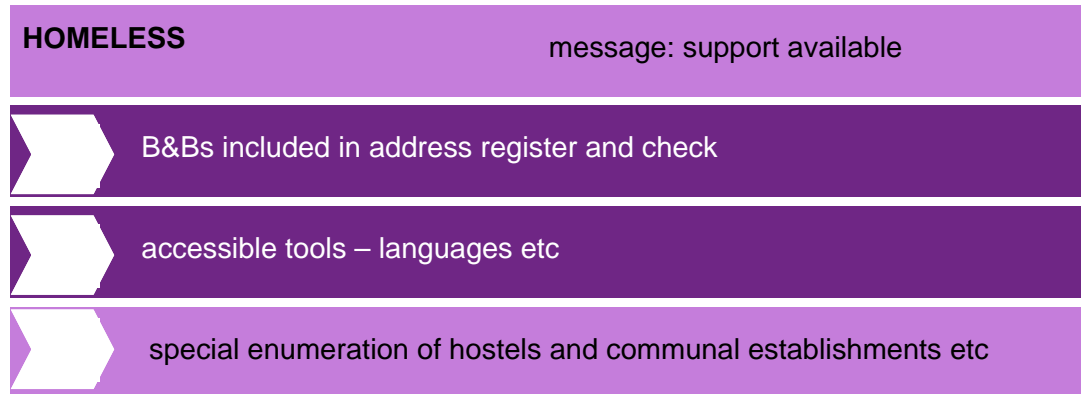 HOMELESS
message: support available
B&Bs included in address register and check
accessible tools – languages etc
special enumeration of hostels and communal establishments etc